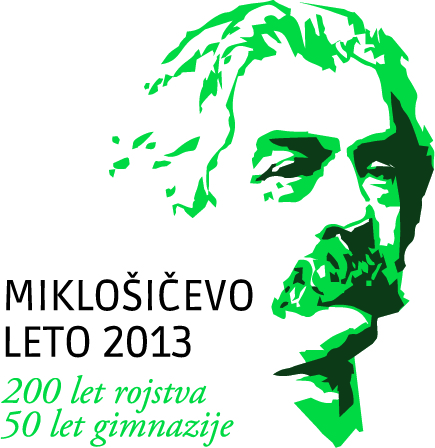 MIKLOŠIČEVO
LETO 2013
200 let rojstva
50 let gimnazije